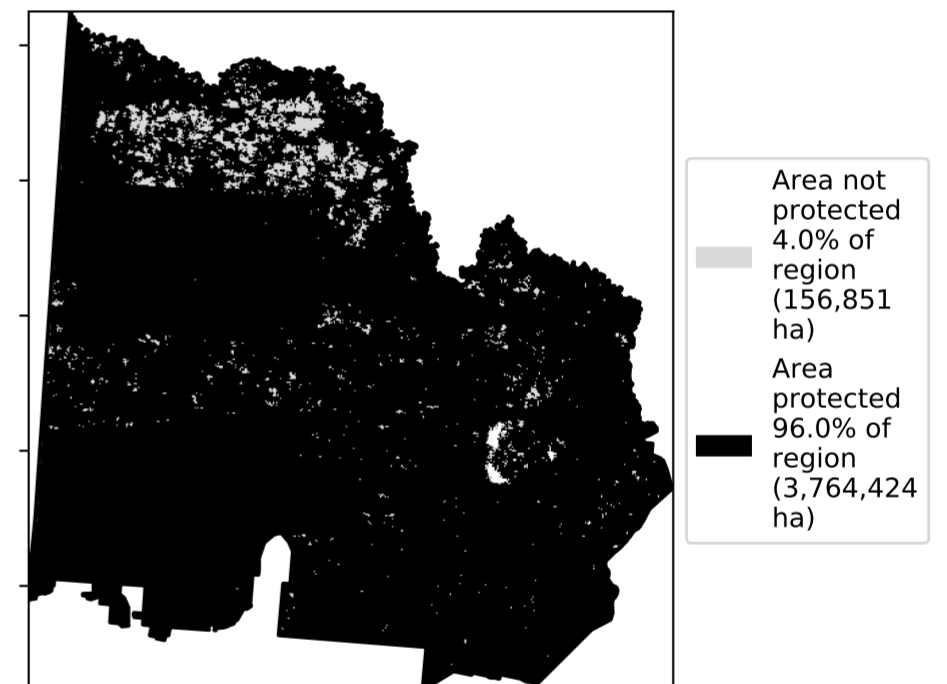 Area not
protected
4.0% of
region
(156,851
ha)
Area
protected
96.0% of
region
(3,764,424
ha)